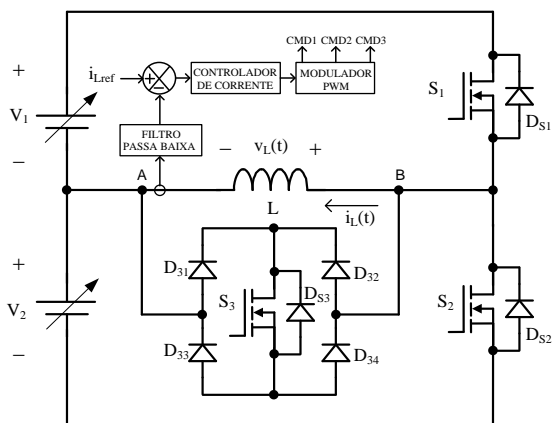 CMD1 CMD2 CMD3
+
iLref
+
−
CONTROLADOR
DE CORRENTE
MODULADOR
PWM
S1
DS1
V1
FILTRO
PASSA BAIXA
−
A
− vL(t) +
B
L
iL(t)
+
D31
D32
S3
DS3
V2
S2
DS2
D33
D34
−